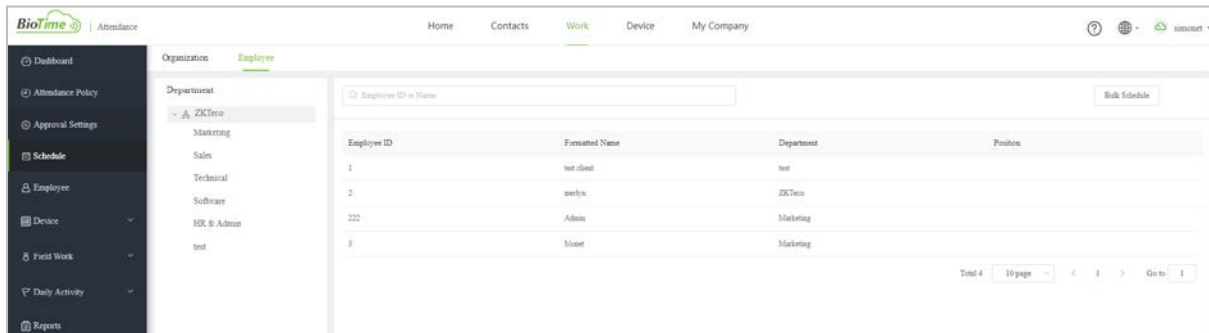 BioTime | Attendance Home Contacts Work Device My Company simonet
Dashboard
Attendance Policy
Approval Settings
Schedule
Employee
Device
Field Work
Daily Activity
Reports
Organization Employee
Department
ZKTeco
Marketing
Sales
Technical
Software
HR & Admin
test
Employee ID or Name Bulk Schedule
Employee ID Formatted Name Department Position
1 test client test
2 merlyn ZKTeco
222 Admin Marketing
3 Monet Marketing
Total 4 10/page < 1 > Go to 1